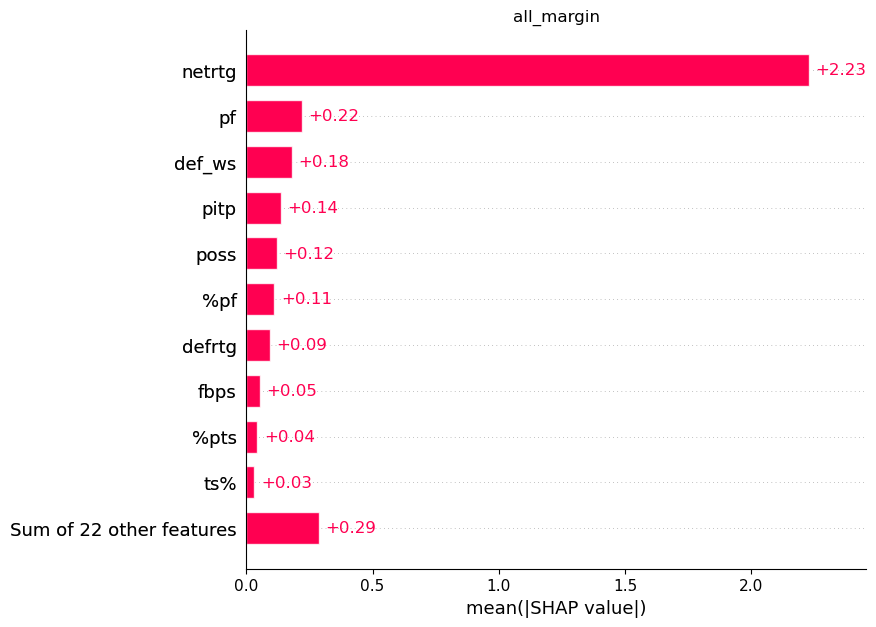 all_margin
netrtg +2.23
pf +0.22
def_ws +0.18
pitp +0.14
poss +0.12
%pf +0.11
defrtg +0.09
fbps +0.05
%pts +0.04
ts% +0.03
Sum of 22 other features +0.29
0.0 0.5 1.0 1.5 2.0
mean(|SHAP value|)